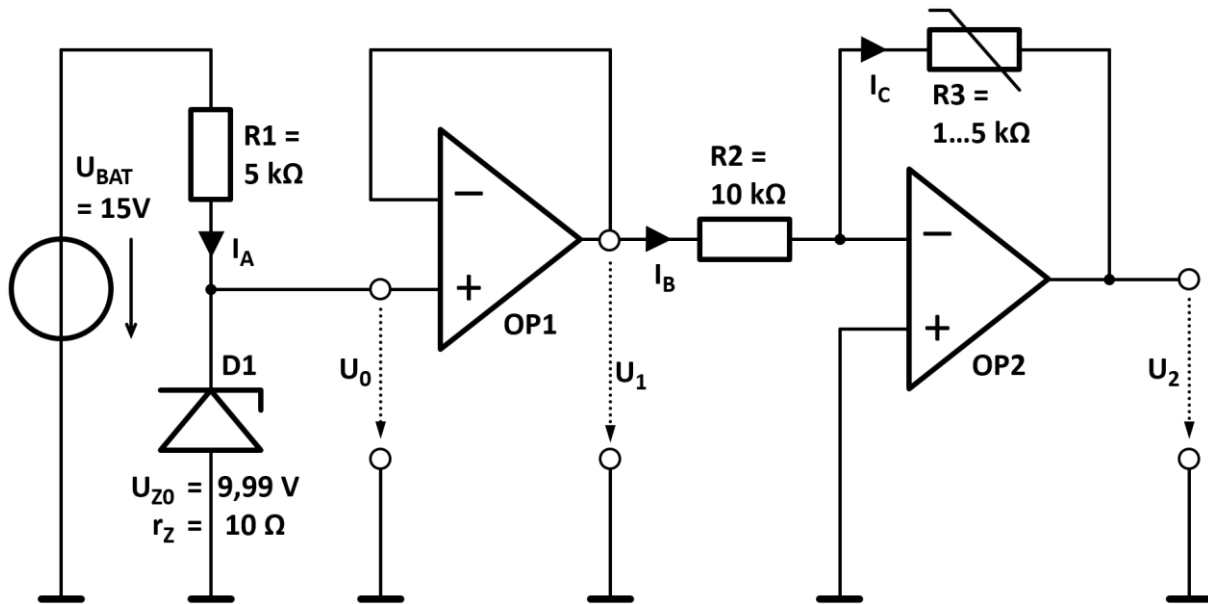 R1 =
5 kΩ
U_BAT
= 15V
I_A
D1
U_Z0 = 9,99 V
r_Z = 10 Ω
U_0
−
+
OP1
U_1
I_B
R2 =
10 kΩ
I_C
R3 =
1...5 kΩ
−
+
OP2
U_2